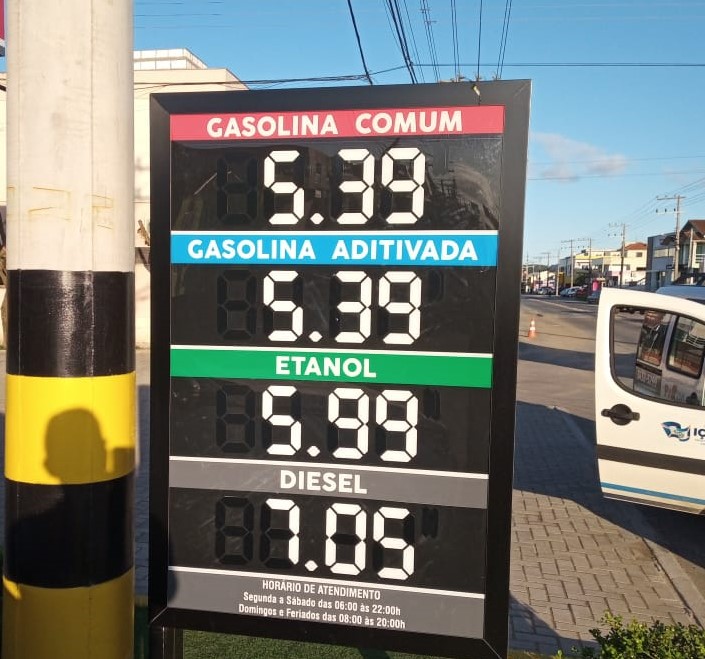 GASOLINA COMUM
5.39
GASOLINA ADITIVADA
5.39
ETANOL
5.99
DIESEL
7.05
HORÁRIO DE ATENDIMENTO
Segunda a Sábado das 06:00 às 22:00h
Domingos e Feriados das 08:00 às 20:00h